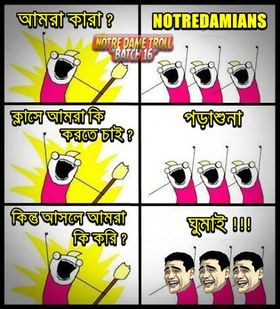 আমরা কারা ?
NOTREDAMIANS
NOTRE DAME TROLL
"BATCH 16"
ক্লাসে আমরা কি
করতে চাই ?
পড়াশুনা
কিন্তু আসলে আমরা
কি করি ?
ঘুমাই !!!